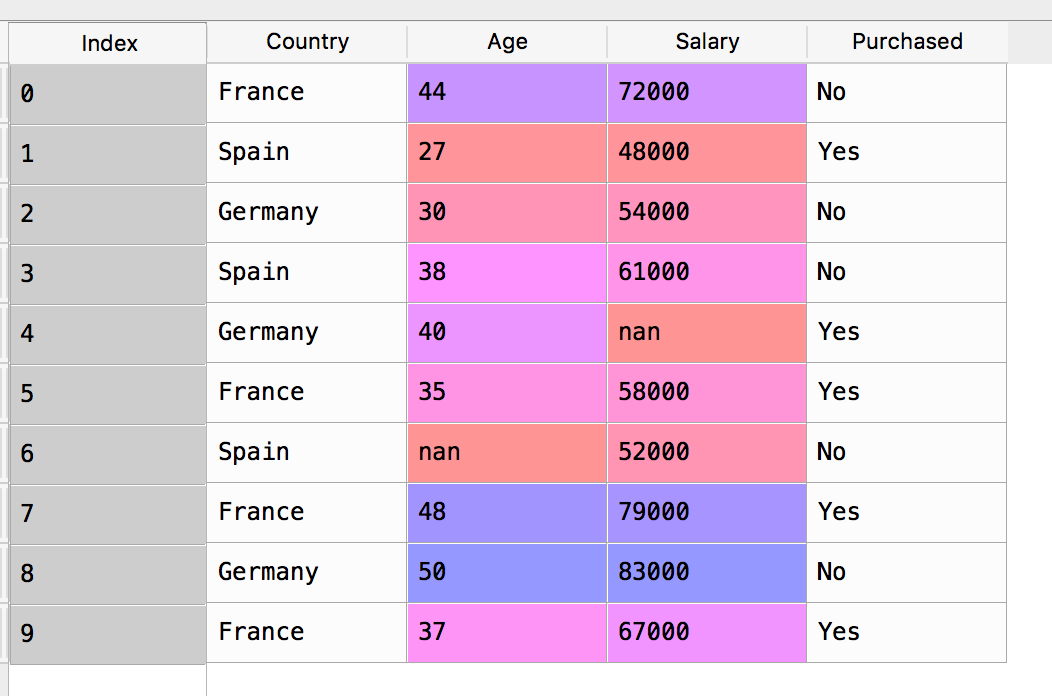 Index Country Age Salary Purchased
0 France 44 72000 No
1 Spain 27 48000 Yes
2 Germany 30 54000 No
3 Spain 38 61000 No
4 Germany 40 nan Yes
5 France 35 58000 Yes
6 Spain nan 52000 No
7 France 48 79000 Yes
8 Germany 50 83000 No
9 France 37 67000 Yes